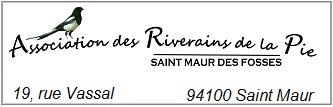 Association des Riverains de la Pie
SAINT MAUR DES FOSSES
19, rue Vassal 94100 Saint Maur